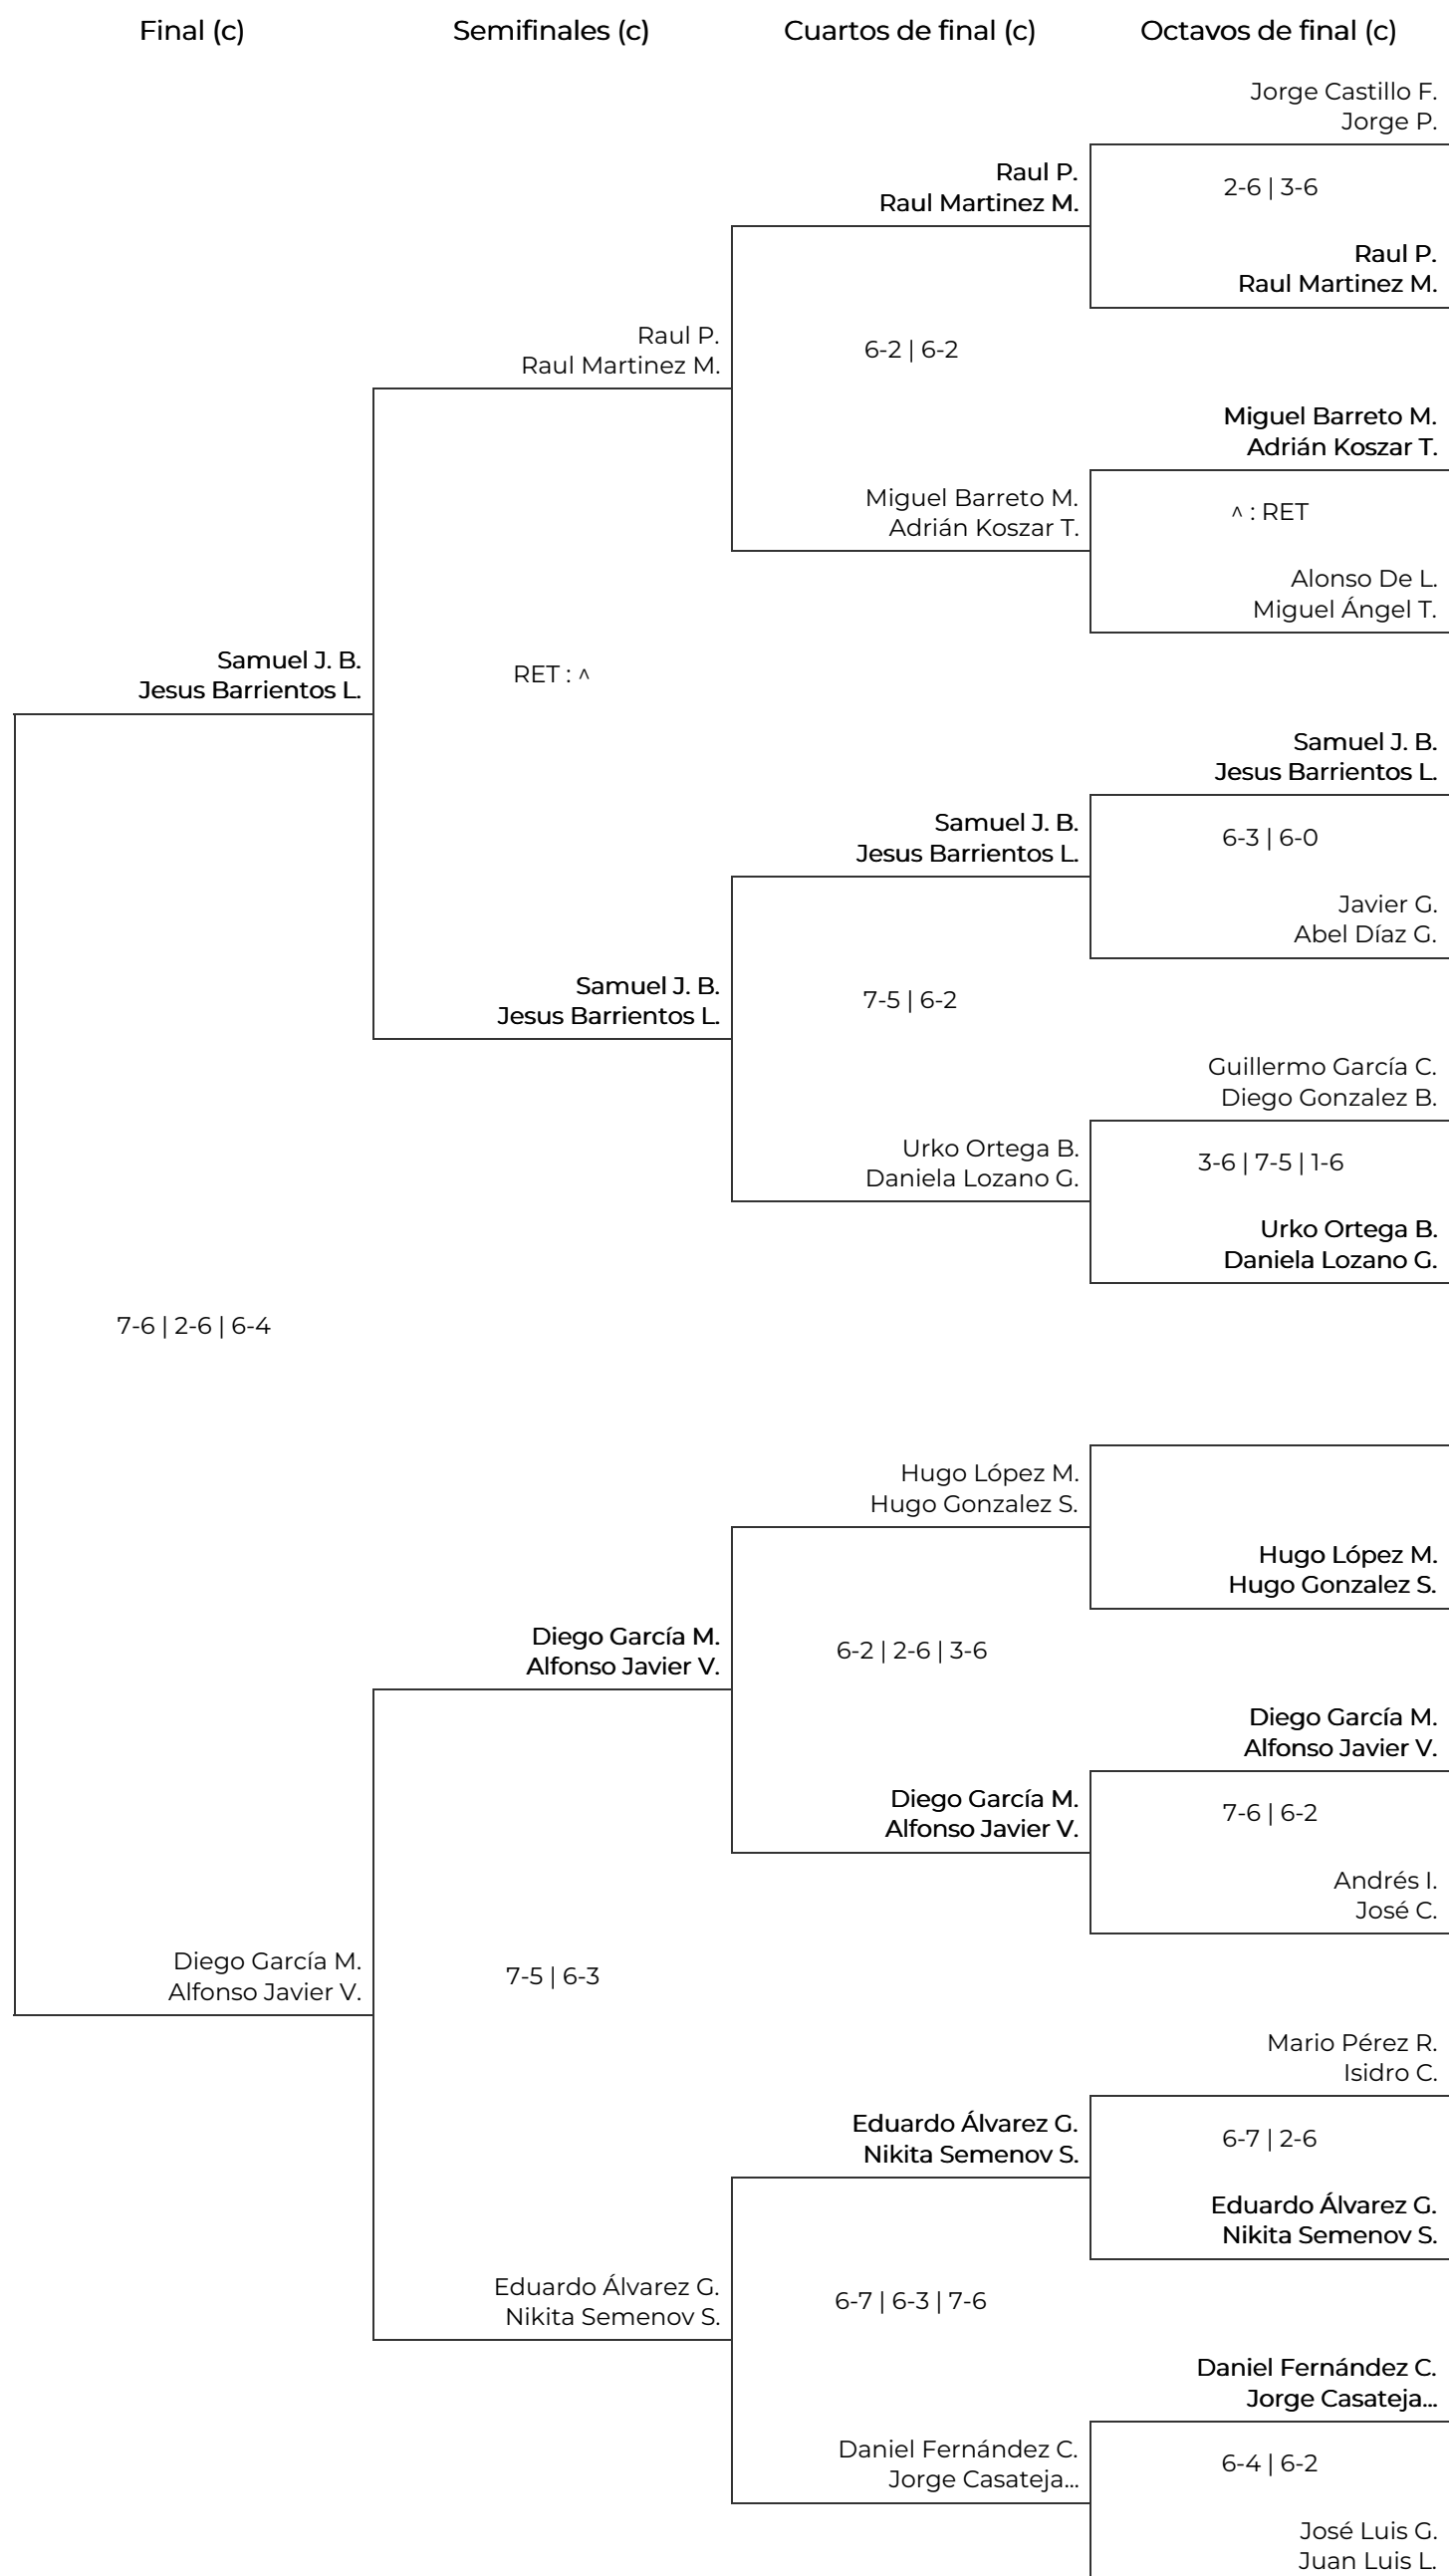 Final (c)
Semifinales (c)
Cuartos de final (c)
Octavos de final (c)
Jorge Castillo F.
Jorge P.
Raul P.
Raul Martinez M.
2-6 | 3-6
Raul P.
Raul Martinez M.
Raul P.
Raul Martinez M.
6-2 | 6-2
Miguel Barreto M.
Adrián Koszar T.
Miguel Barreto M.
Adrián Koszar T.
^ : RET
Alonso De L.
Miguel Ángel T.
Samuel J. B.
Jesus Barrientos L.
RET : ^
Samuel J. B.
Jesus Barrientos L.
Samuel J. B.
Jesus Barrientos L.
6-3 | 6-0
Javier G.
Abel Díaz G.
Samuel J. B.
Jesus Barrientos L.
7-5 | 6-2
Guillermo García C.
Diego Gonzalez B.
Urko Ortega B.
Daniela Lozano G.
3-6 | 7-5 | 1-6
Urko Ortega B.
Daniela Lozano G.
7-6 | 2-6 | 6-4
Hugo López M.
Hugo Gonzalez S.
Hugo López M.
Hugo Gonzalez S.
Diego García M.
Alfonso Javier V.
6-2 | 2-6 | 3-6
Diego García M.
Alfonso Javier V.
Diego García M.
Alfonso Javier V.
7-6 | 6-2
Andrés I.
José C.
Diego García M.
Alfonso Javier V.
7-5 | 6-3
Mario Pérez R.
Isidro C.
Eduardo Álvarez G.
Nikita Semenov S.
6-7 | 2-6
Eduardo Álvarez G.
Nikita Semenov S.
Eduardo Álvarez G.
Nikita Semenov S.
6-7 | 6-3 | 7-6
Daniel Fernández C.
Jorge Casateja...
Daniel Fernández C.
Jorge Casateja...
6-4 | 6-2
José Luis G.
Juan Luis L.